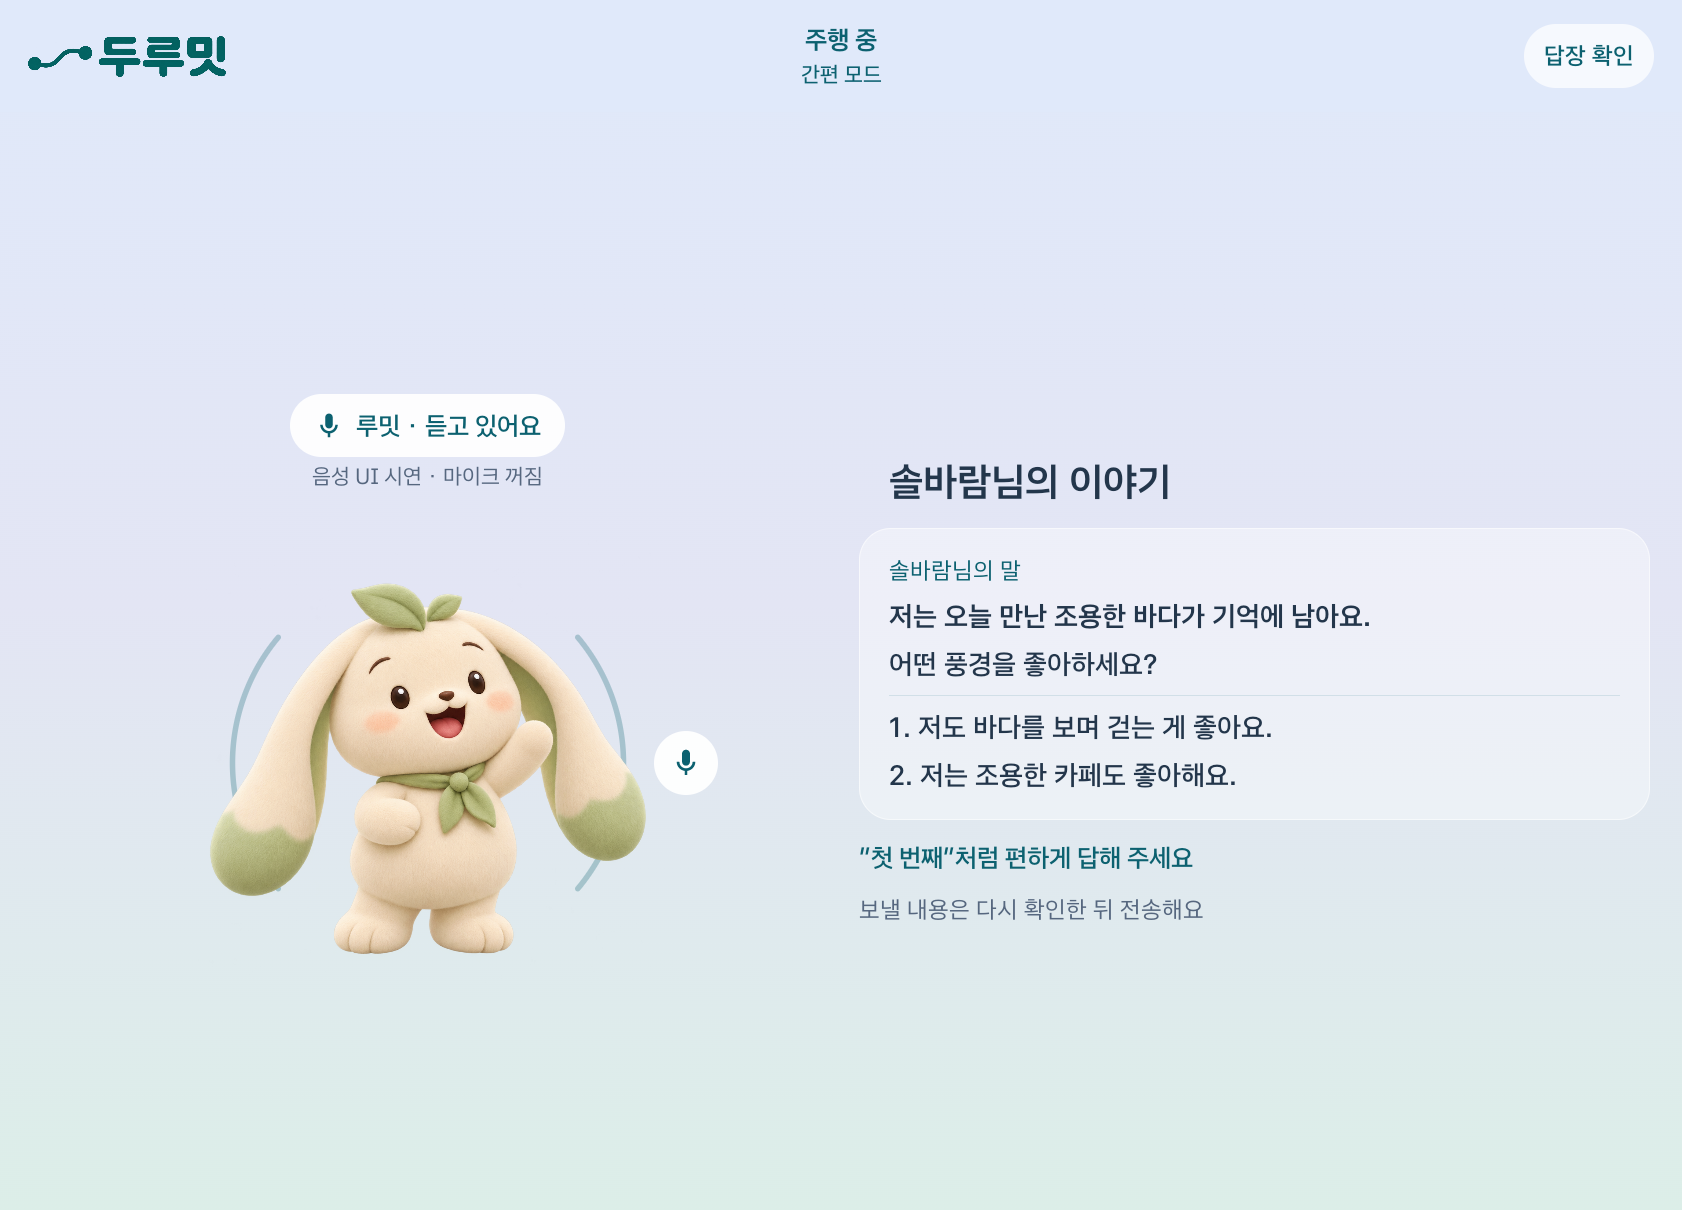 두루밋
주행 중
간편 모드
답장 확인
루밋 · 듣고 있어요
음성 UI 시연 · 마이크 꺼짐
솔바람님의 이야기
솔바람님의 말
저는 오늘 만난 조용한 바다가 기억에 남아요.
어떤 풍경을 좋아하세요?
1. 저도 바다를 보며 걷는 게 좋아요.
2. 저는 조용한 카페도 좋아해요.
"첫 번째"처럼 편하게 답해 주세요
보낼 내용은 다시 확인한 뒤 전송해요